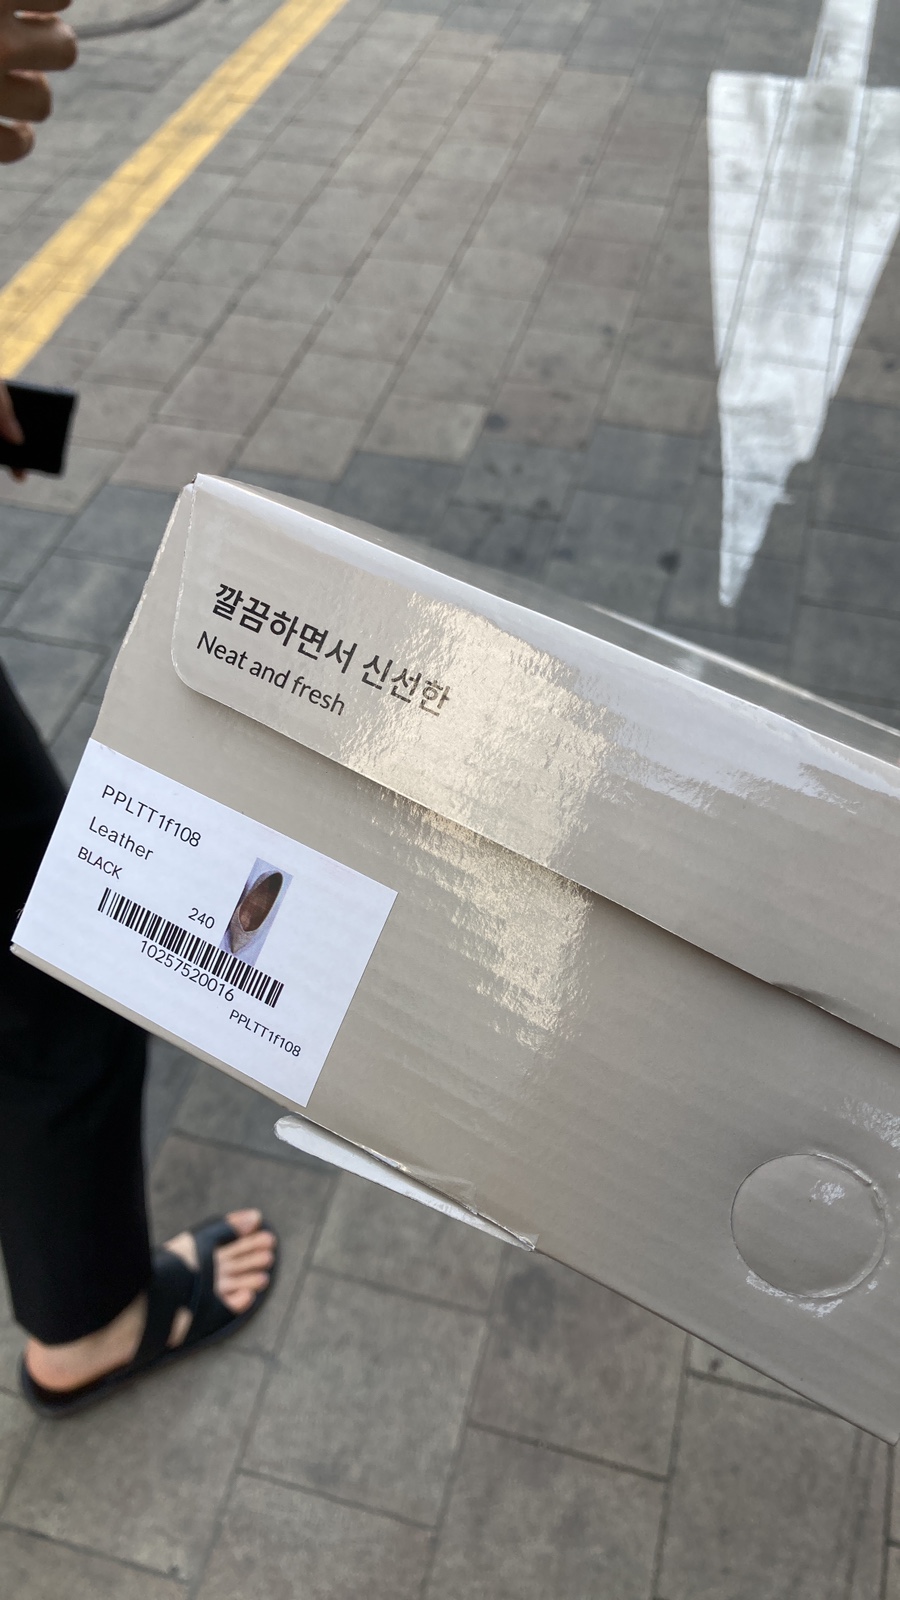 깔끔하면서 신선한
Neat and fresh
PPLTT1f108
Leather
BLACK
240
10257520016
PPLTT1f108